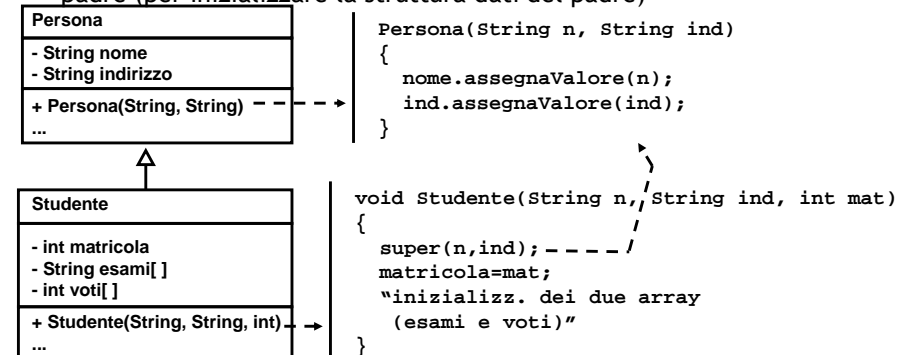 padre (per inizializzare la struttura dati del padre)
Persona
- String nome
- String indirizzo
+ Persona(String, String)
...
Persona(String n, String ind)
{
nome.assegnaValore(n);
ind.assegnaValore(ind);
}
Studente
- int matricola
- String esami[ ]
- int voti[ ]
+ Studente(String, String, int)
...
void Studente(String n, String ind, int mat)
{
super(n,ind);
matricola=mat;
“inizializz. dei due array
(esami e voti)”
}